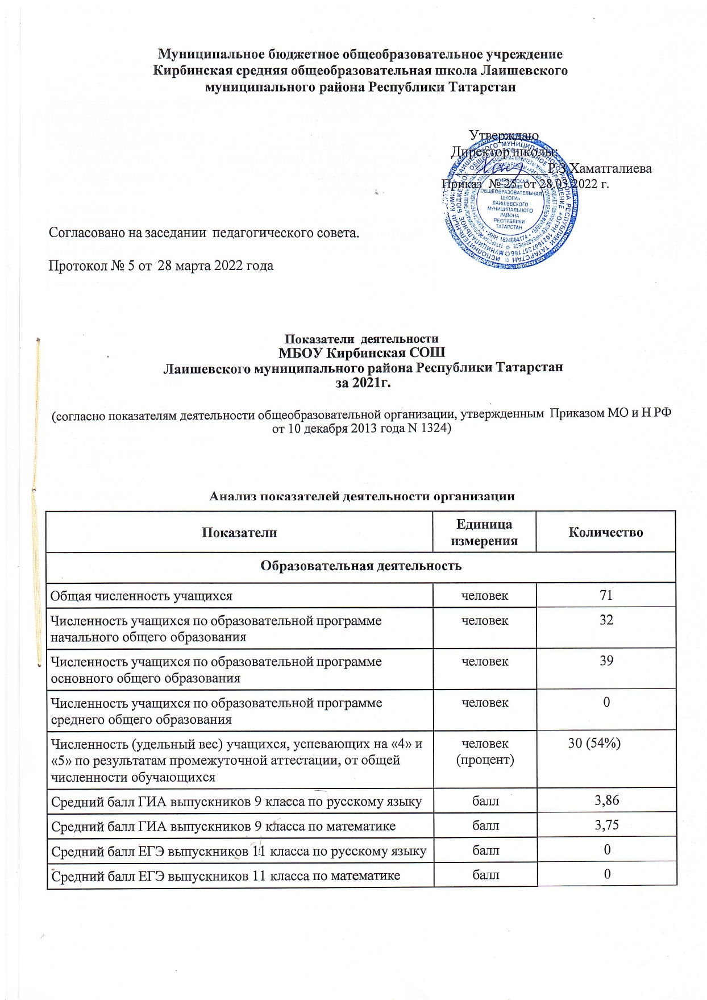 Муниципальное бюджетное общеобразовательное учреждение
Кирбинская средняя общеобразовательная школа Лаишевского
муниципального района Республики Татарстан
Утверждаю
Директор школы:
Р.З.Хаматгалиева
Приказ № 25 от 28.03.2022 г.
КИРБИНСКАЯ
СРЕДНЯЯ
ОБЩЕОБРАЗОВАТЕЛЬНАЯ
ШКОЛА»
ЛАИШЕВСКОГО
МУНИЦИПАЛЬНОГО
РАЙОНА
РЕСПУБЛИКИ
ТАТАРСТАН
ИНН 1624004174
Согласовано на заседании педагогического совета.
Протокол № 5 от 28 марта 2022 года
Показатели деятельности
МБОУ Кирбинская СОШ
Лаишевского муниципального района Республики Татарстан
за 2021г.
(согласно показателям деятельности общеобразовательной организации, утвержденным Приказом МО и Н РФ
от 10 декабря 2013 года N 1324)
Анализ показателей деятельности организации
Показатели
Единица
измерения
Количество
Образовательная деятельность
Общая численность учащихся человек 71
Численность учащихся по образовательной программе человек 32
начального общего образования
Численность учащихся по образовательной программе человек 39
основного общего образования
Численность учащихся по образовательной программе человек 0
среднего общего образования
Численность (удельный вес) учащихся, успевающих на «4» и человек 30 (54%)
«5» по результатам промежуточной аттестации, от общей (процент)
численности обучающихся
Средний балл ГИА выпускников 9 класса по русскому языку балл 3,86
Средний балл ГИА выпускников 9 класса по математике балл 3,75
Средний балл ЕГЭ выпускников 11 класса по русскому языку балл 0
Средний балл ЕГЭ выпускников 11 класса по математике балл 0